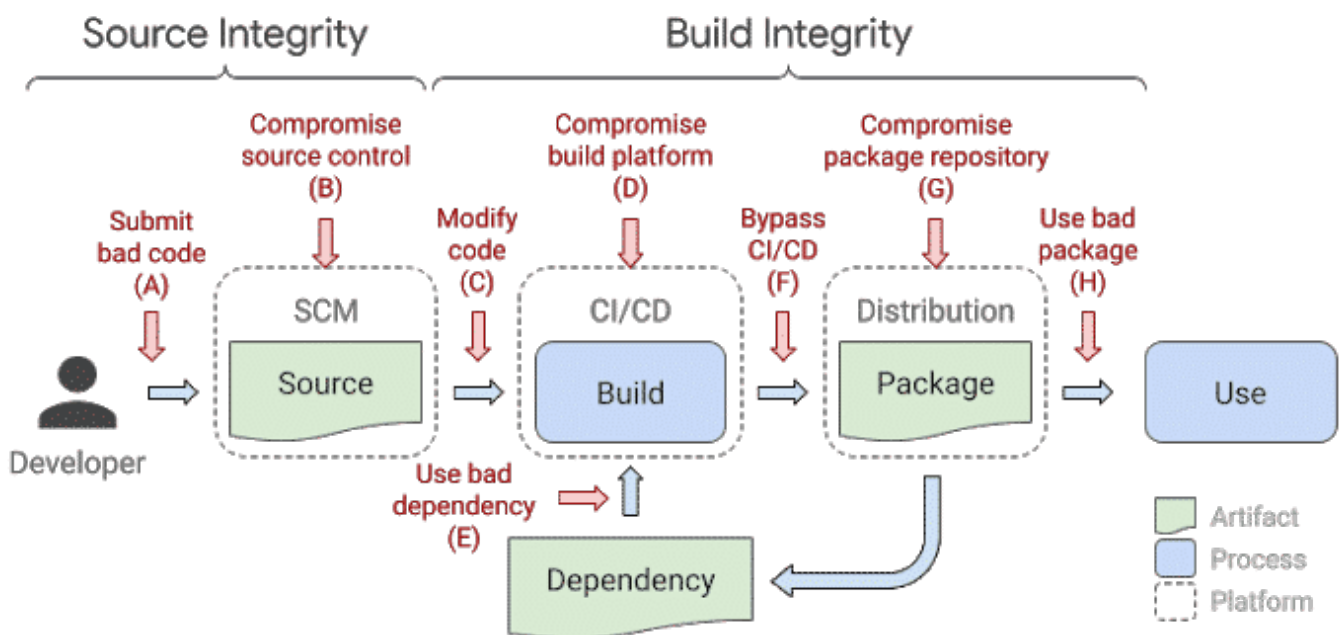 Source Integrity
Build Integrity
Compromise
source control
(B)
Compromise
build platform
(D)
Compromise
package repository
(G)
Submit
bad code
(A)
Modify
code
(C)
Bypass
CI/CD
(F)
Use bad
package
(H)
SCM
CI/CD
Distribution
Source
Build
Package
Use
Developer
Use bad
dependency
(E)
Dependency
Artifact
Process
Platform